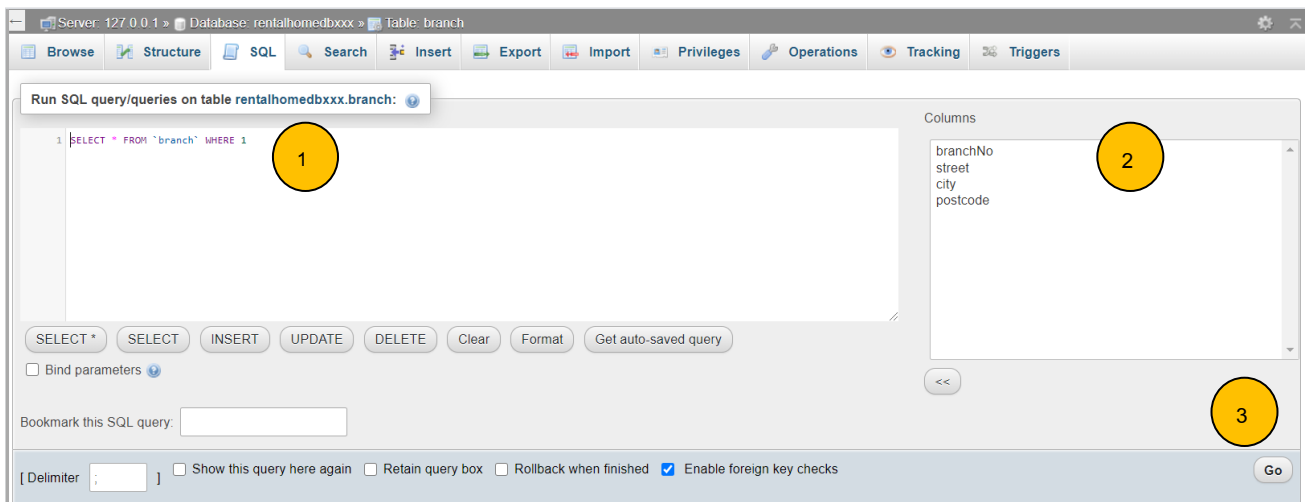 Server: 127.0.0.1 » Database: rentalhomedbxxx » Table: branch
Browse Structure SQL Search Insert Export Import Privileges Operations Tracking Triggers
Run SQL query/queries on table rentalhomedbxxx.branch:
Columns
1 SELECT * FROM `branch` WHERE 1
1
branchNo
street
city
postcode
2
SELECT * SELECT INSERT UPDATE DELETE Clear Format Get auto-saved query
Bind parameters
<<
3
Bookmark this SQL query:
[ Delimiter ; ] Show this query here again Retain query box Rollback when finished Enable foreign key checks Go